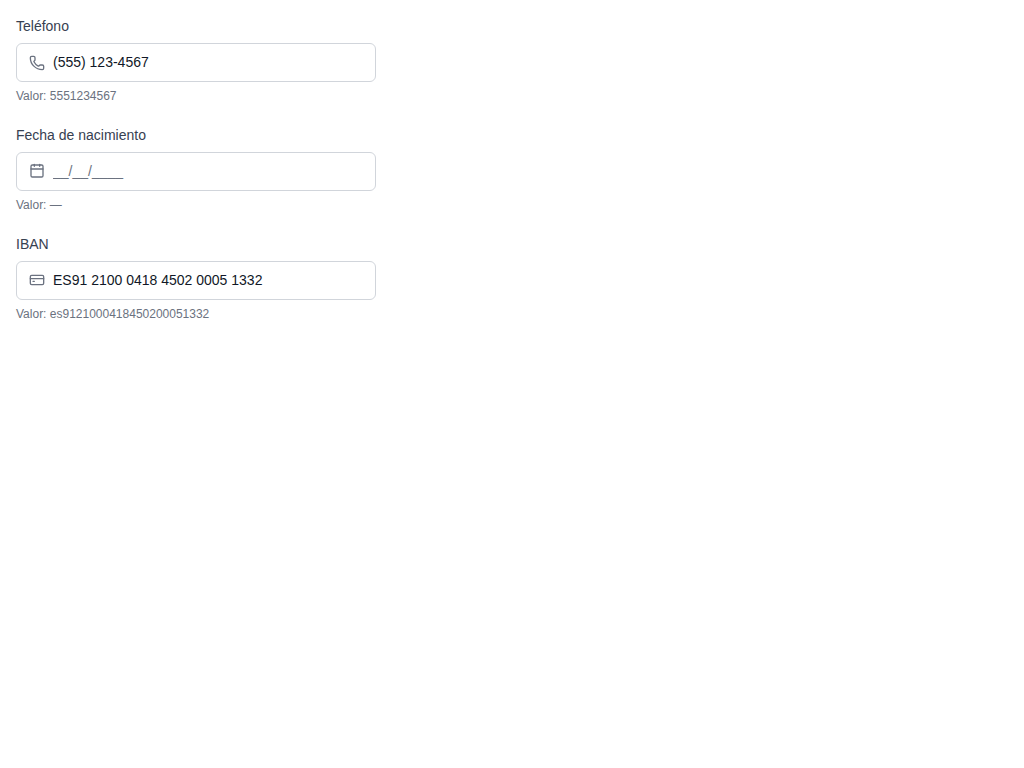 Teléfono
(555) 123-4567
Valor: 5551234567
Fecha de nacimiento
__/__/____
Valor: —
IBAN
ES91 2100 0418 4502 0005 1332
Valor: es9121000418450200051332